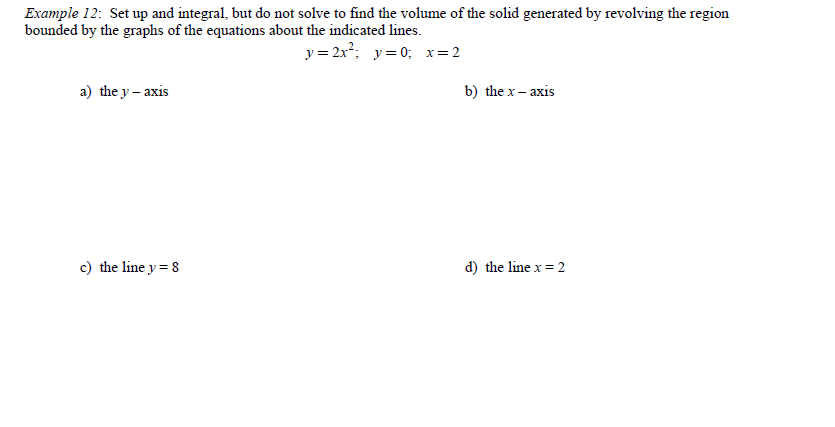 Example 12: Set up and integral, but do not solve to find the volume of the solid generated by revolving the region
bounded by the graphs of the equations about the indicated lines.
y = 2x²; y = 0; x = 2
a) the y – axis b) the x – axis
c) the line y = 8 d) the line x = 2